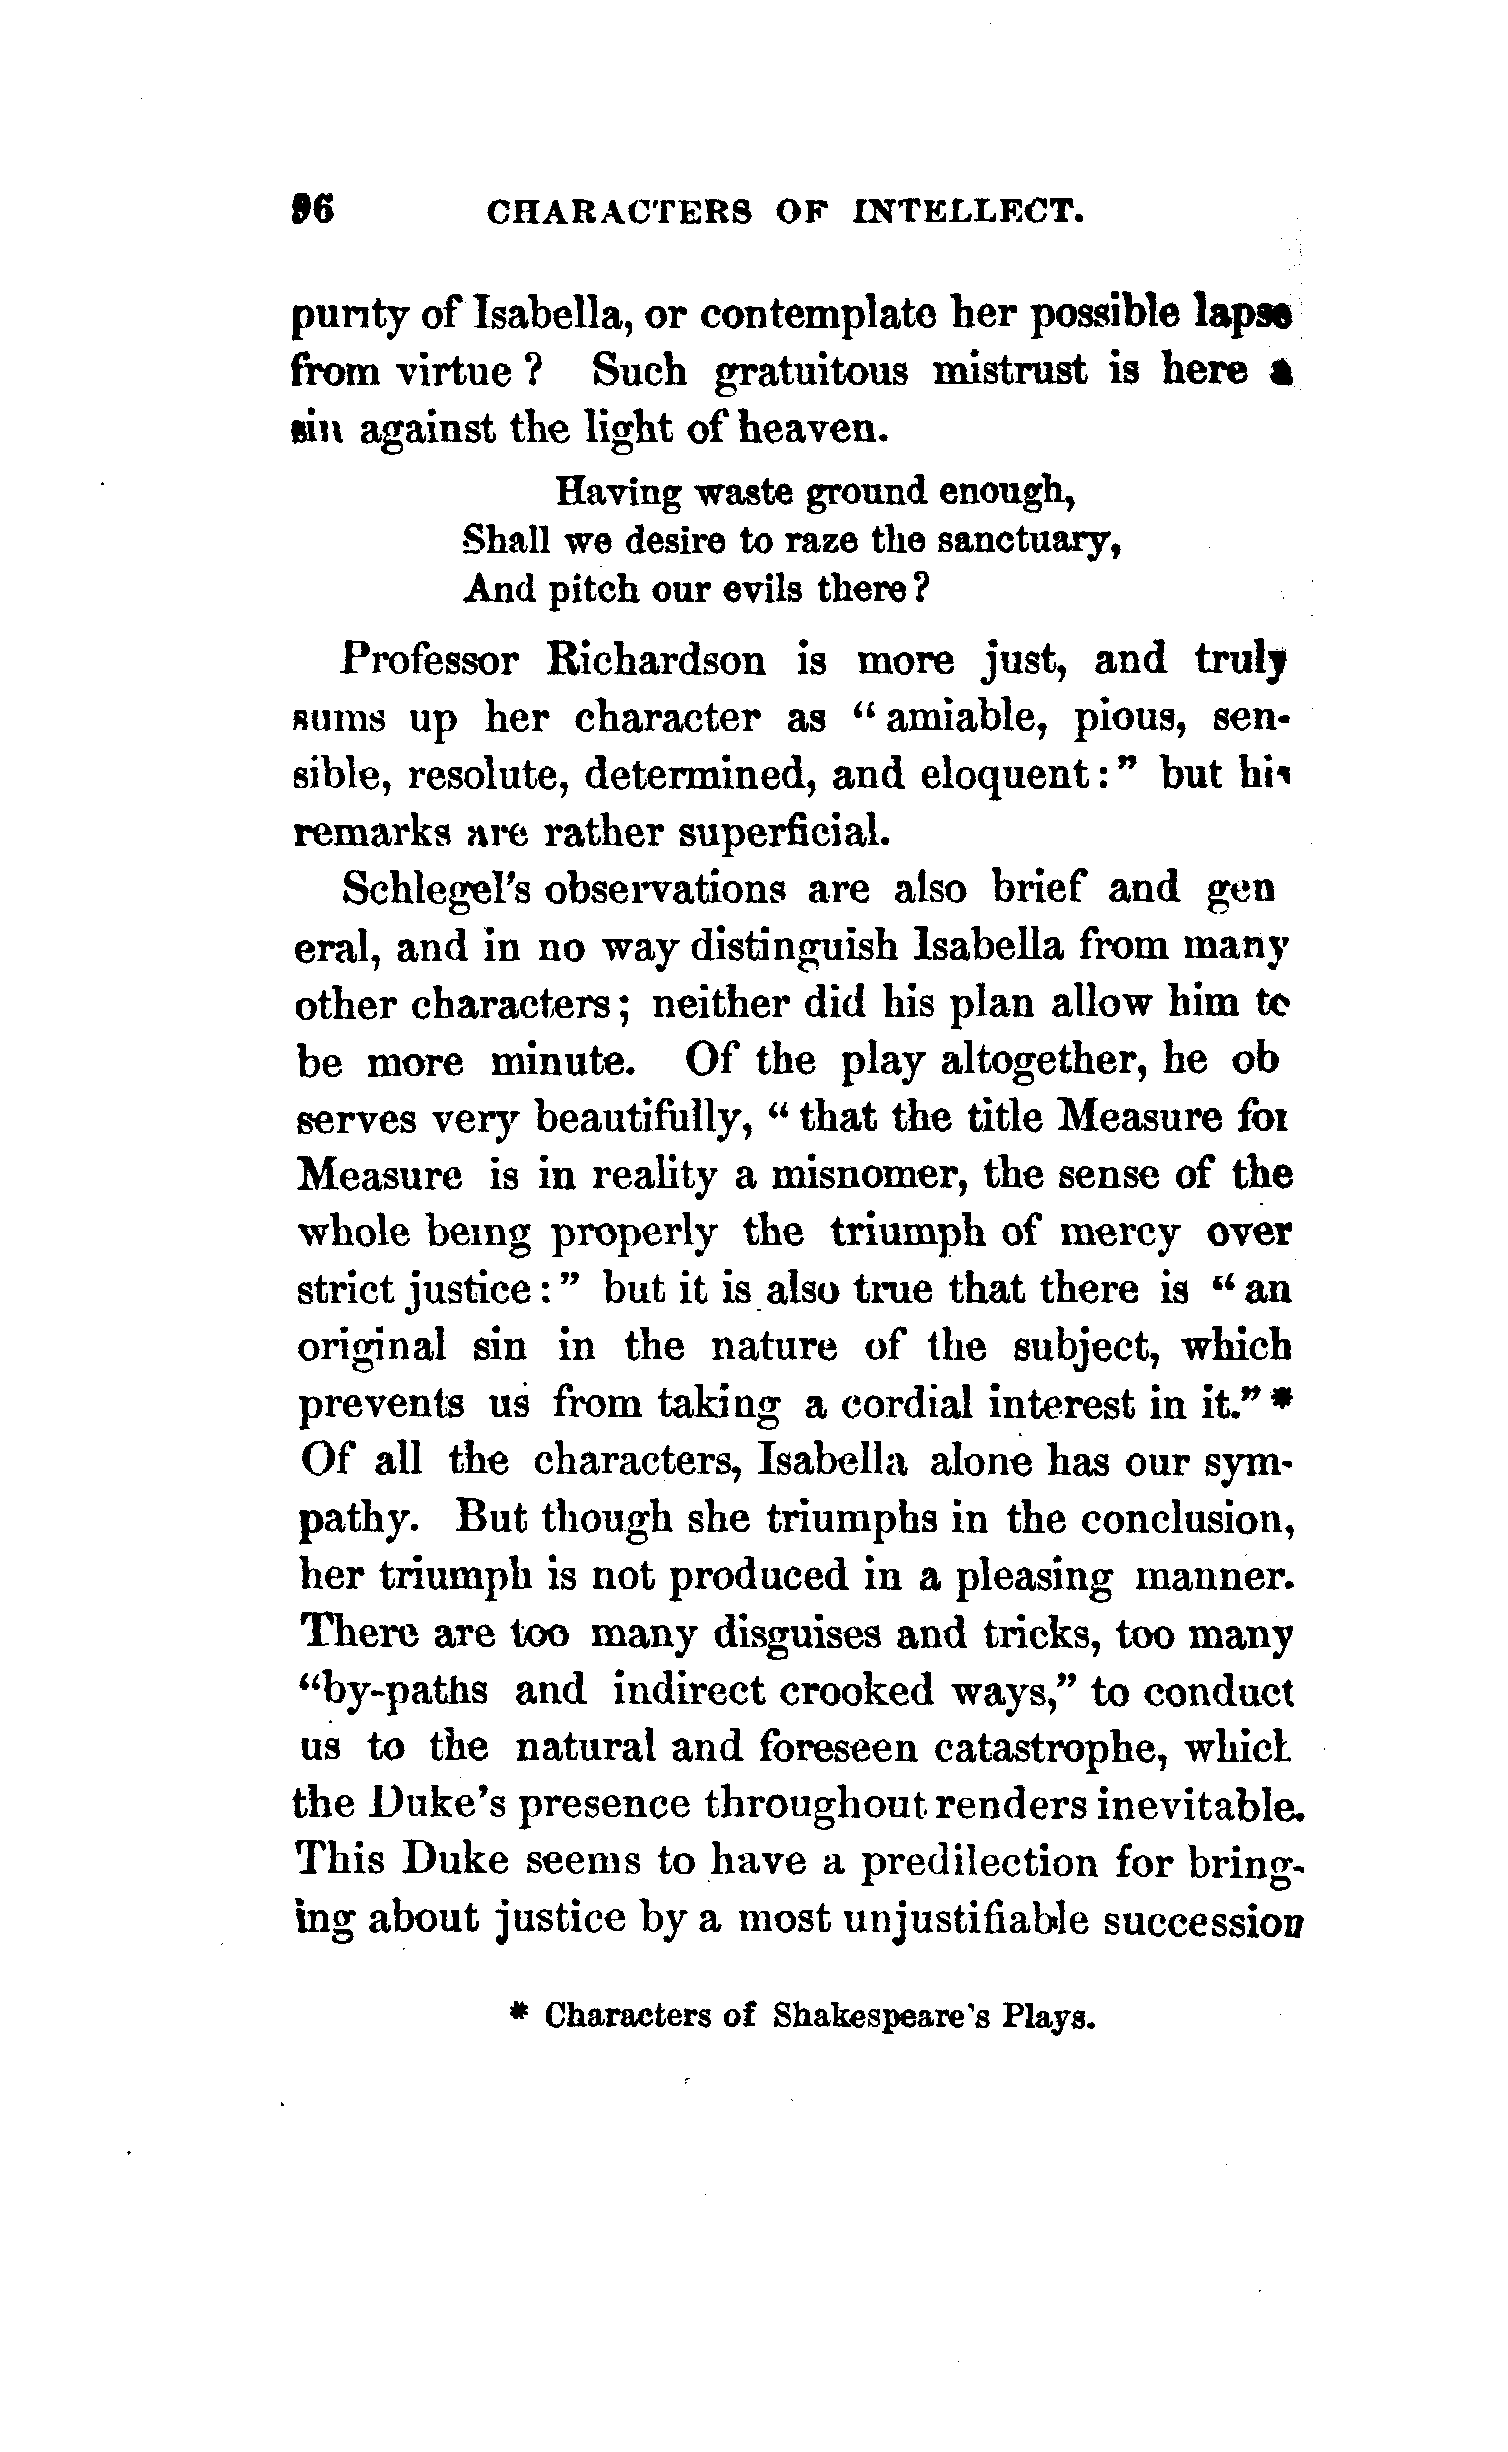 96 CHARACTERS OF INTELLECT.
purity of Isabella, or contemplate her possible lapse
from virtue ? Such gratuitous mistrust is here a
sin against the light of heaven.
Having waste ground enough,
Shall we desire to raze the sanctuary,
And pitch our evils there?
Professor Richardson is more just, and truly
sums up her character as “ amiable, pious, sen-
sible, resolute, determined, and eloquent :” but his
remarks are rather superficial.
Schlegel's observations are also brief and gen
eral, and in no way distinguish Isabella from many
other characters; neither did his plan allow him to
be more minute. Of the play altogether, he ob
serves very beautifully, “ that the title Measure for
Measure is in reality a misnomer, the sense of the
whole being properly the triumph of mercy over
strict justice :” but it is also true that there is “ an
original sin in the nature of the subject, which
prevents us from taking a cordial interest in it.” *
Of all the characters, Isabella alone has our sym-
pathy. But though she triumphs in the conclusion,
her triumph is not produced in a pleasing manner.
There are too many disguises and tricks, too many
“by-paths and indirect crooked ways,” to conduct
us to the natural and foreseen catastrophe, which
the Duke's presence throughout renders inevitable.
This Duke seems to have a predilection for bring-
ing about justice by a most unjustifiable succession
* Characters of Shakespeare's Plays.